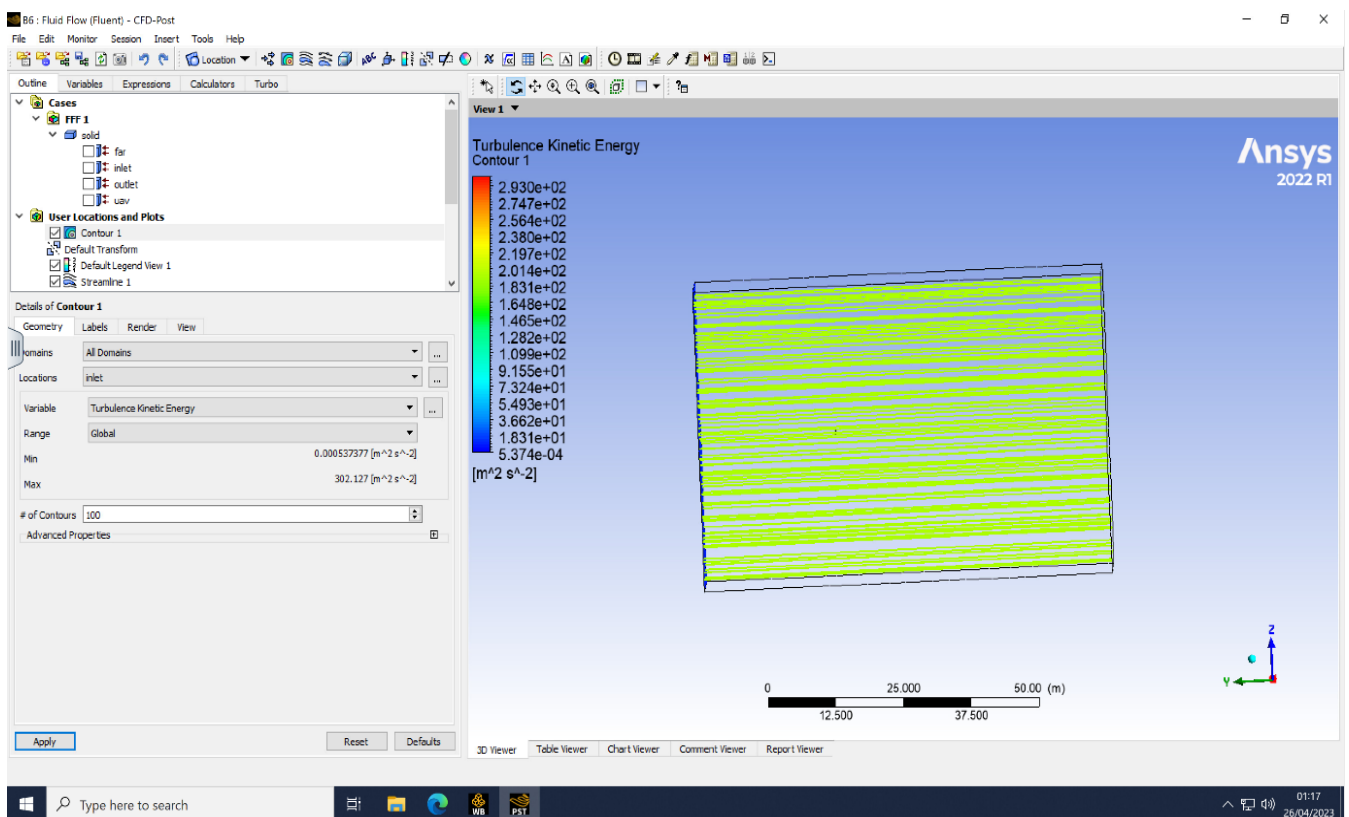 B6 : Fluid Flow (Fluent) - CFD-Post
File Edit Monitor Session Insert Tools Help
Location
Outline Variables Expressions Calculators Turbo
Cases
FFF 1
solid
far
inlet
outlet
uav
User Locations and Plots
Contour 1
Default Transform
Default Legend View 1
Streamline 1
Details of Contour 1
Geometry Labels Render View
omains All Domains ...
Locations inlet ...
Variable Turbulence Kinetic Energy ...
Range Global
Min 0.000537377 [m^2 s^-2]
Max 302.127 [m^2 s^-2]
# of Contours 100
Advanced Properties
Apply Reset Defaults
View 1
Turbulence Kinetic Energy
Contour 1
2.930e+02
2.747e+02
2.564e+02
2.380e+02
2.197e+02
2.014e+02
1.831e+02
1.648e+02
1.465e+02
1.282e+02
1.099e+02
9.155e+01
7.324e+01
5.493e+01
3.662e+01
1.831e+01
5.374e-04
[m^2 s^-2]
Ansys
2022 R1
Z
Y
0 25.000 50.00 (m)
12.500 37.500
3D Viewer Table Viewer Chart Viewer Comment Viewer Report Viewer
Type here to search
WB
PST
01:17
26/04/2023